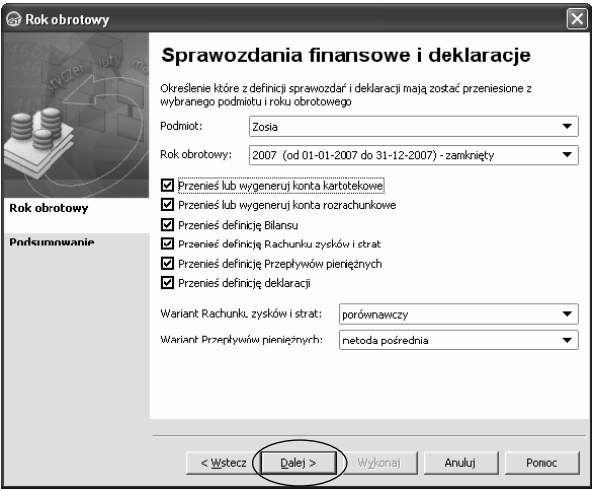 Rok obrotowy
Sprawozdania finansowe i deklaracje
Określenie które z definicji sprawozdań i deklaracji mają zostać przeniesione z
wybranego podmiotu i roku obrotowego
Podmiot: Zosia
Rok obrotowy: 2007 (od 01-01-2007 do 31-12-2007) - zamknięty
Przenieś lub wygeneruj konta kartotekowe
Rok obrotowy
Przenieś lub wygeneruj konta rozrachunkowe
Przenieś definicję Bilansu
Podsumowanie
Przenieś definicję Rachunku zysków i strat
Przenieś definicję Przepływów pieniężnych
Przenieś definicję deklaracji
Wariant Rachunku zysków i strat: porównawczy
Wariant Przepływów pieniężnych: metoda pośrednia
< Wstecz Dalej > Wykonaj Anuluj Pomoc